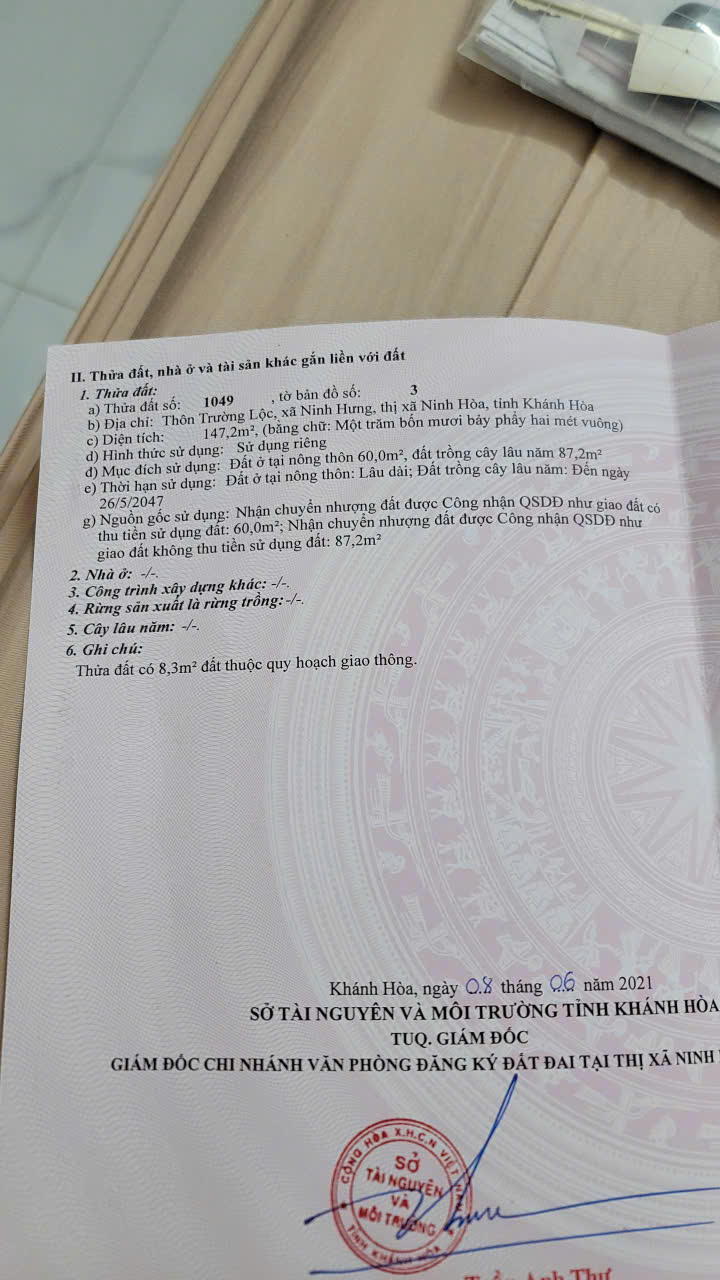 II. Thửa đất, nhà ở và tài sản khác gắn liền với đất
1. Thửa đất:
a) Thửa đất số: 1049 , tờ bản đồ số: 3
b) Địa chỉ: Thôn Trường Lộc, xã Ninh Hưng, thị xã Ninh Hòa, tỉnh Khánh Hòa
c) Diện tích: 147,2m², (bằng chữ: Một trăm bốn mươi bảy phẩy hai mét vuông)
d) Hình thức sử dụng: Sử dụng riêng
đ) Mục đích sử dụng: Đất ở tại nông thôn 60,0m², đất trồng cây lâu năm 87,2m²
e) Thời hạn sử dụng: Đất ở tại nông thôn: Lâu dài; Đất trồng cây lâu năm: Đến ngày
26/5/2047
g) Nguồn gốc sử dụng: Nhận chuyển nhượng đất được Công nhận QSDĐ như giao đất có
thu tiền sử dụng đất: 60,0m²; Nhận chuyển nhượng đất được Công nhận QSDĐ như
giao đất không thu tiền sử dụng đất: 87,2m²
2. Nhà ở: -/-.
3. Công trình xây dựng khác: -/-.
4. Rừng sản xuất là rừng trồng: -/-.
5. Cây lâu năm: -/-.
6. Ghi chú:
Thửa đất có 8,3m² đất thuộc quy hoạch giao thông.
Khánh Hòa, ngày 08 tháng 06 năm 2021
SỞ TÀI NGUYÊN VÀ MÔI TRƯỜNG TỈNH KHÁNH HÒA
TUQ. GIÁM ĐỐC
GIÁM ĐỐC CHI NHÁNH VĂN PHÒNG ĐĂNG KÝ ĐẤT ĐAI TẠI THỊ XÃ NINH
CỘNG HÒA X.H.C.N VIỆT NAM
SỞ
TÀI NGUYÊN
VÀ
MÔI TRƯỜNG
TỈNH KHÁNH HÒA
Anh Thư